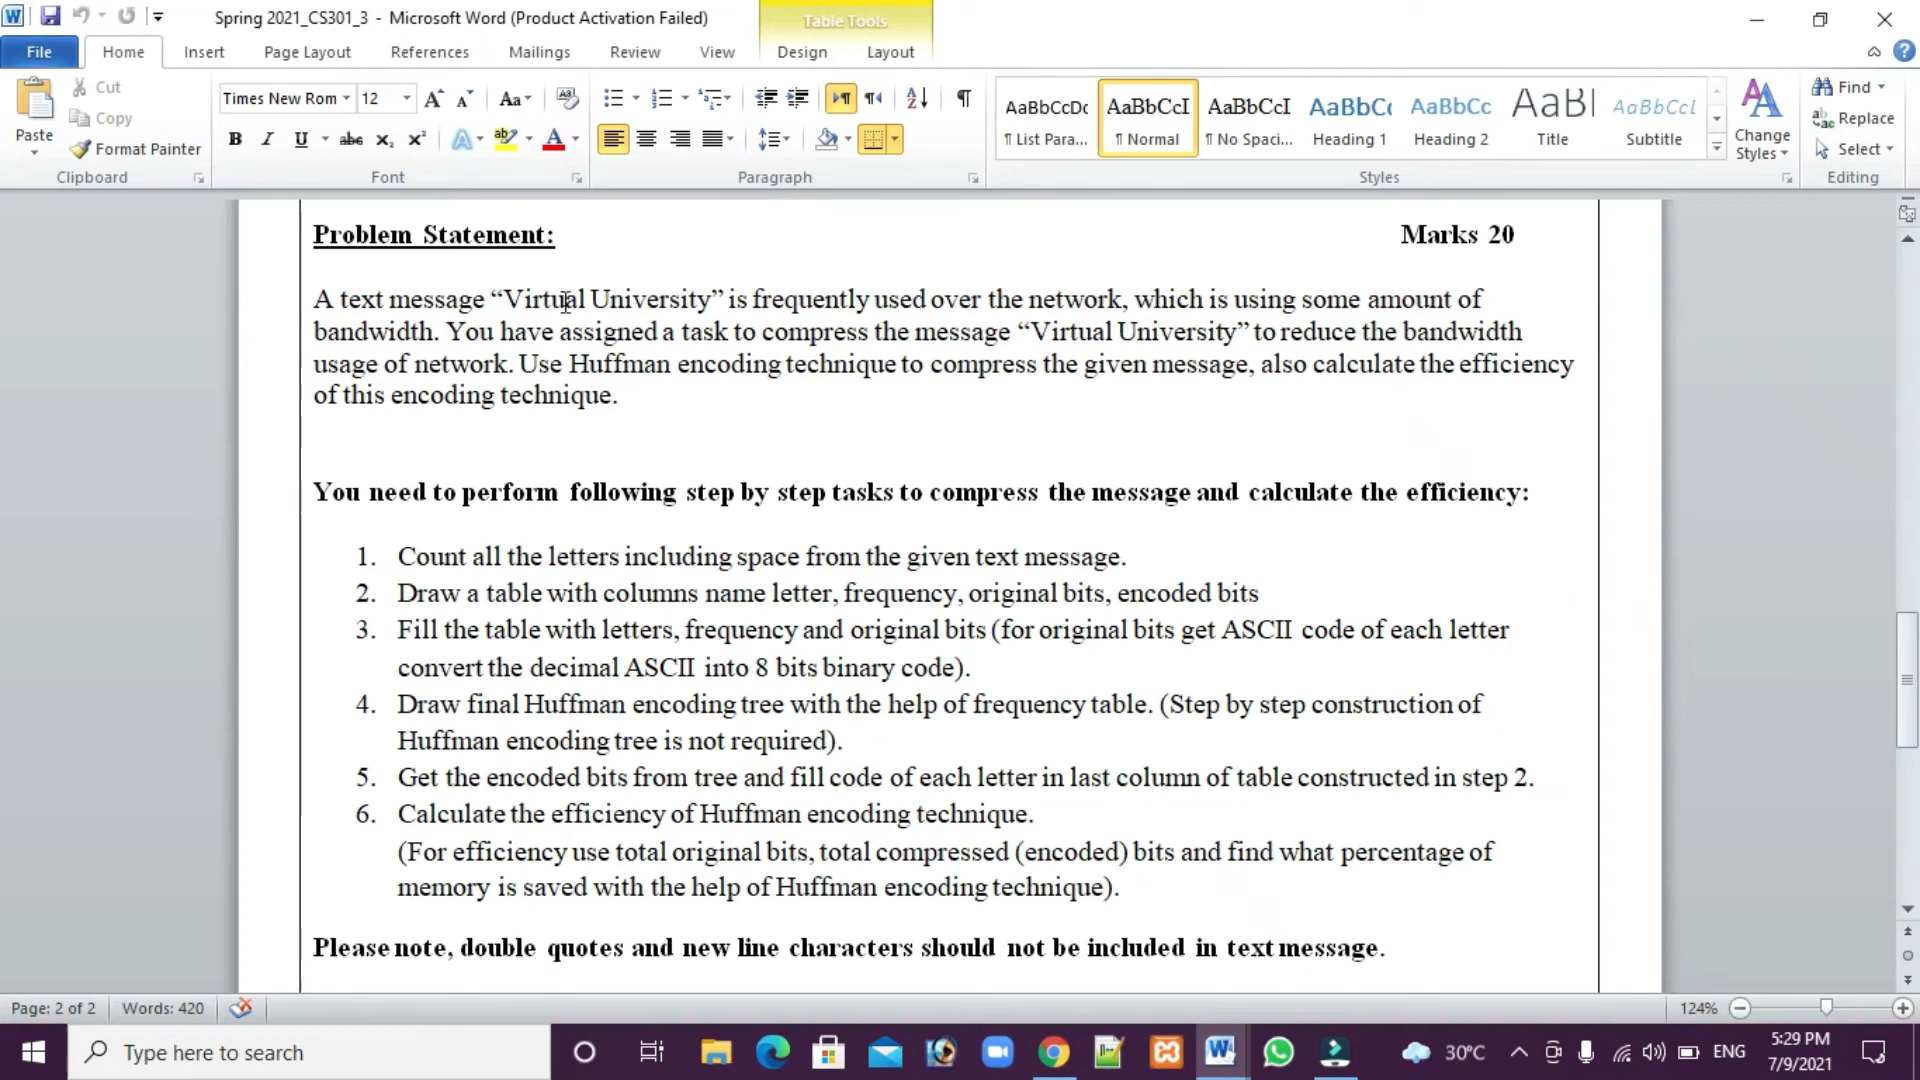 Spring 2021_CS301_3 - Microsoft Word (Product Activation Failed)
Table Tools
File Home Insert Page Layout References Mailings Review View Design Layout
Paste
Cut
Copy
Format Painter
Clipboard
Times New Rom 12
Font
Paragraph
AaBbCcDc AaBbCcI AaBbCcI AaBbCc AaBbCc AaBl AaBbCcL
¶ List Para... ¶ Normal ¶ No Spaci... Heading 1 Heading 2 Title Subtitle
Styles
Change Styles
Find
Replace
Select
Editing
Problem Statement: Marks 20
A text message “Virtual University” is frequently used over the network, which is using some amount of
bandwidth. You have assigned a task to compress the message “Virtual University” to reduce the bandwidth
usage of network. Use Huffman encoding technique to compress the given message, also calculate the efficiency
of this encoding technique.
You need to perform following step by step tasks to compress the message and calculate the efficiency:
1. Count all the letters including space from the given text message.
2. Draw a table with columns name letter, frequency, original bits, encoded bits
3. Fill the table with letters, frequency and original bits (for original bits get ASCII code of each letter
convert the decimal ASCII into 8 bits binary code).
4. Draw final Huffman encoding tree with the help of frequency table. (Step by step construction of
Huffman encoding tree is not required).
5. Get the encoded bits from tree and fill code of each letter in last column of table constructed in step 2.
6. Calculate the efficiency of Huffman encoding technique.
(For efficiency use total original bits, total compressed (encoded) bits and find what percentage of
memory is saved with the help of Huffman encoding technique).
Please note, double quotes and new line characters should not be included in text message.
Page: 2 of 2 Words: 420 124%
Type here to search 30°C ENG 5:29 PM
7/9/2021